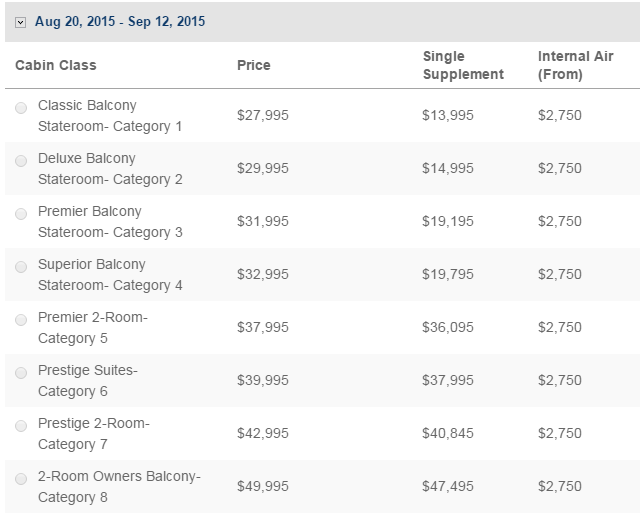 Aug 20, 2015 - Sep 12, 2015
Cabin Class Price Single Supplement Internal Air (From)
Classic Balcony
Stateroom- Category 1 $27,995 $13,995 $2,750
Deluxe Balcony
Stateroom- Category 2 $29,995 $14,995 $2,750
Premier Balcony
Stateroom- Category 3 $31,995 $19,195 $2,750
Superior Balcony
Stateroom- Category 4 $32,995 $19,795 $2,750
Premier 2-Room-
Category 5 $37,995 $36,095 $2,750
Prestige Suites-
Category 6 $39,995 $37,995 $2,750
Prestige 2-Room-
Category 7 $42,995 $40,845 $2,750
2-Room Owners Balcony-
Category 8 $49,995 $47,495 $2,750